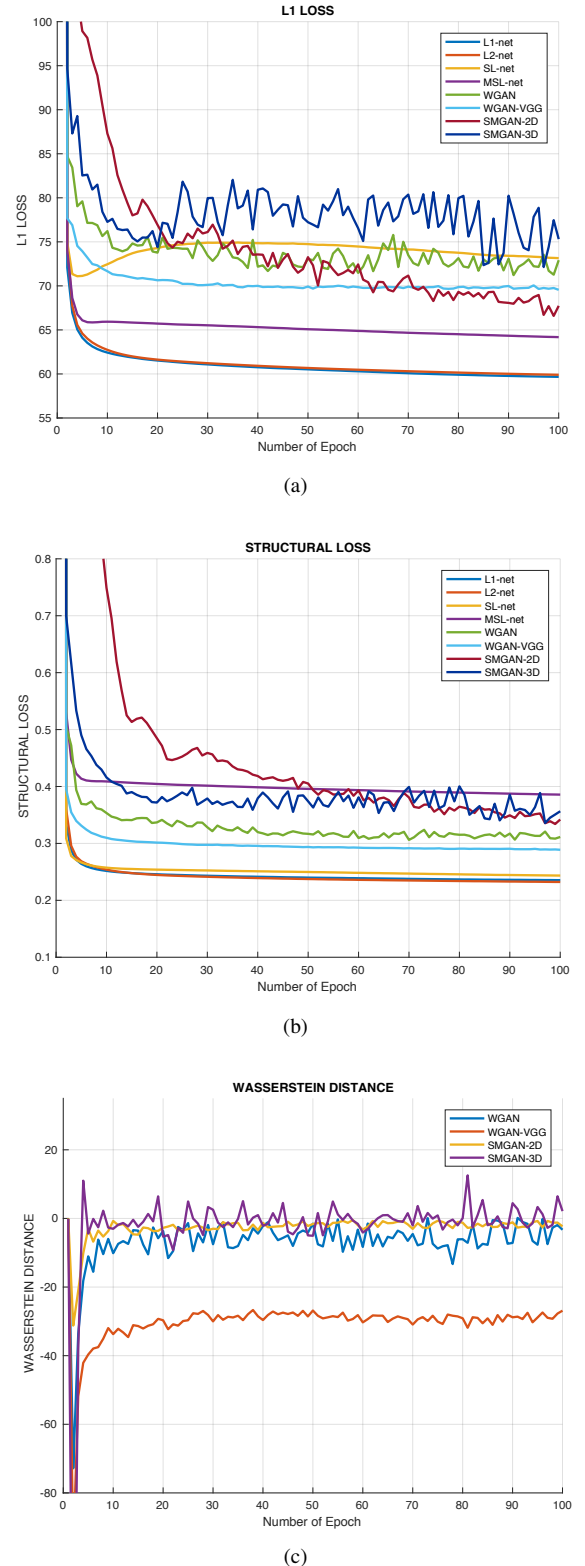 L1 LOSS
100
95
90
85
80
75
70
65
60
55
L1 LOSS
L1-net
L2-net
SL-net
MSL-net
WGAN
WGAN-VGG
SMGAN-2D
SMGAN-3D
0 10 20 30 40 50 60 70 80 90 100
Number of Epoch
(a)
STRUCTURAL LOSS
0.8
0.7
0.6
0.5
0.4
0.3
0.2
0.1
STRUCTURAL LOSS
L1-net
L2-net
SL-net
MSL-net
WGAN
WGAN-VGG
SMGAN-2D
SMGAN-3D
0 10 20 30 40 50 60 70 80 90 100
Number of Epoch
(b)
WASSERSTEIN DISTANCE
20
0
-20
-40
-60
-80
WASSERSTEIN DISTANCE
WGAN
WGAN-VGG
SMGAN-2D
SMGAN-3D
0 10 20 30 40 50 60 70 80 90 100
Number of Epoch
(c)